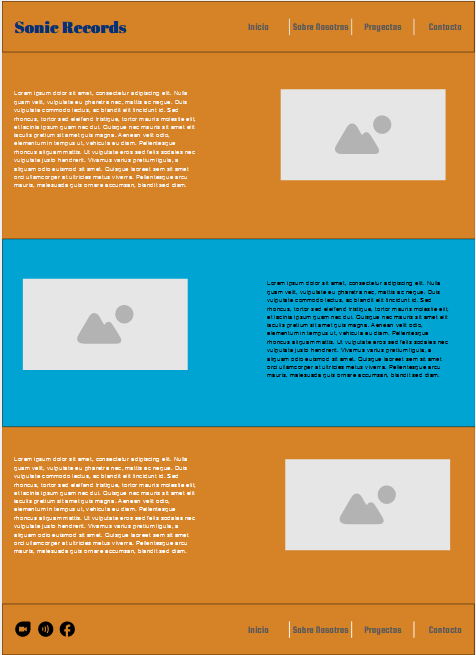 Sonic Records
Inicio
Sobre Nosotros
Proyectos
Contacto
Lorem ipsum dolor sit amet, consectetur adipiscing elit. Nulla
quam velit, vulputate eu pharetra nec, mattis ac neque. Duis
vulputate commodo lectus, ac blandit elit tincidunt id. Sed
rhoncus, tortor sed eleifend tristique, tortor mauris molestie elit,
et lacinia ipsum quam nec dui. Quisque nec mauris sit amet elit
iaculis pretium sit amet quis magna. Aenean velit odio,
elementum in tempus ut, vehicula eu diam. Pellentesque
rhoncus aliquam mattis. Ut vulputate eros sed felis sodales nec
vulputate justo hendrerit. Vivamus varius pretium ligula, a
aliquam odio euismod sit amet. Quisque laoreet sem sit amet
orci ullamcorper at ultricies metus viverra. Pellentesque arcu
mauris, malesuada quis ornare accumsan, blandit sed diam.
Lorem ipsum dolor sit amet, consectetur adipiscing elit. Nulla
quam velit, vulputate eu pharetra nec, mattis ac neque. Duis
vulputate commodo lectus, ac blandit elit tincidunt id. Sed
rhoncus, tortor sed eleifend tristique, tortor mauris molestie elit,
et lacinia ipsum quam nec dui. Quisque nec mauris sit amet elit
iaculis pretium sit amet quis magna. Aenean velit odio,
elementum in tempus ut, vehicula eu diam. Pellentesque
rhoncus aliquam mattis. Ut vulputate eros sed felis sodales nec
vulputate justo hendrerit. Vivamus varius pretium ligula, a
aliquam odio euismod sit amet. Quisque laoreet sem sit amet
orci ullamcorper at ultricies metus viverra. Pellentesque arcu
mauris, malesuada quis ornare accumsan, blandit sed diam.
Lorem ipsum dolor sit amet, consectetur adipiscing elit. Nulla
quam velit, vulputate eu pharetra nec, mattis ac neque. Duis
vulputate commodo lectus, ac blandit elit tincidunt id. Sed
rhoncus, tortor sed eleifend tristique, tortor mauris molestie elit,
et lacinia ipsum quam nec dui. Quisque nec mauris sit amet elit
iaculis pretium sit amet quis magna. Aenean velit odio,
elementum in tempus ut, vehicula eu diam. Pellentesque
rhoncus aliquam mattis. Ut vulputate eros sed felis sodales nec
vulputate justo hendrerit. Vivamus varius pretium ligula, a
aliquam odio euismod sit amet. Quisque laoreet sem sit amet
orci ullamcorper at ultricies metus viverra. Pellentesque arcu
mauris, malesuada quis ornare accumsan, blandit sed diam.
Inicio
Sobre Nosotros
Proyectos
Contacto